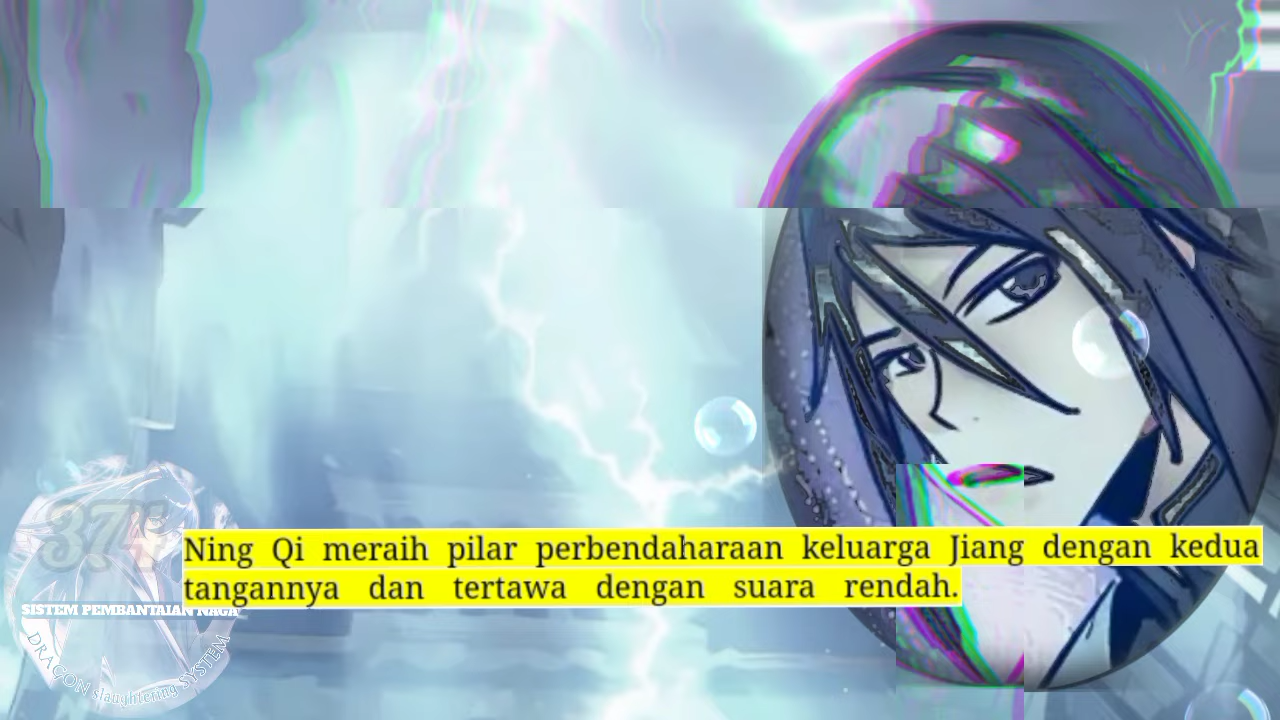 374
Ning Qi meraih pilar perbendaharaan keluarga Jiang dengan kedua
tangannya dan tertawa dengan suara rendah.
SISTEM PEMBANTAIAN NAGA
DRAGON slaughtering SYSTEM